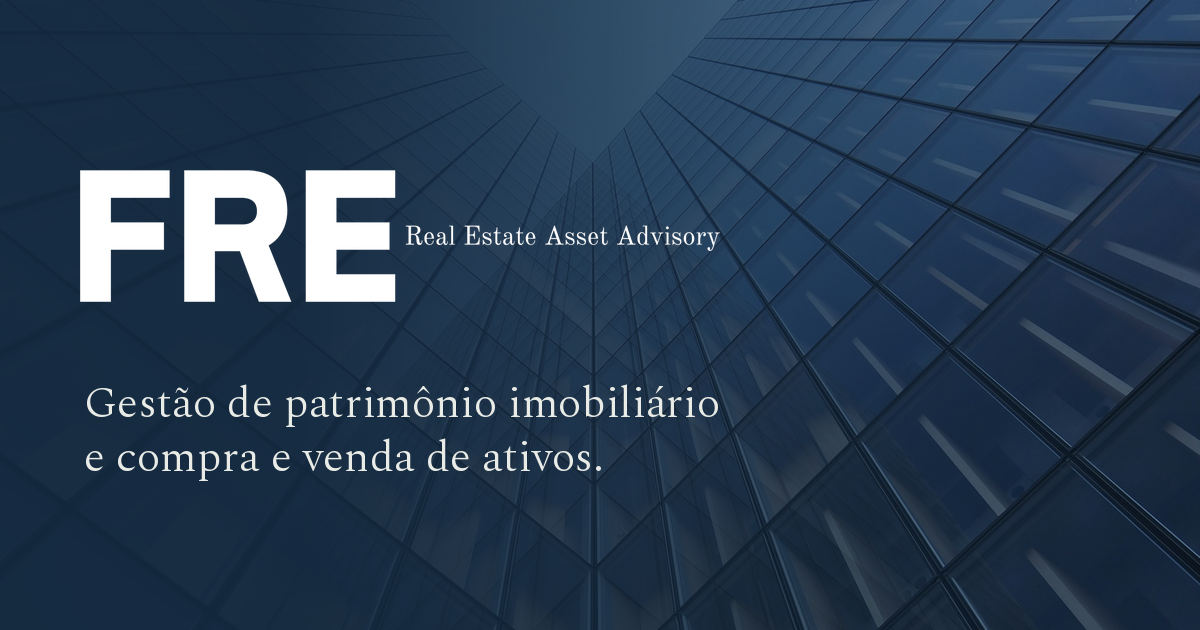 FRE
Real Estate Asset Advisory
Gestão de patrimônio imobiliário
e compra e venda de ativos.